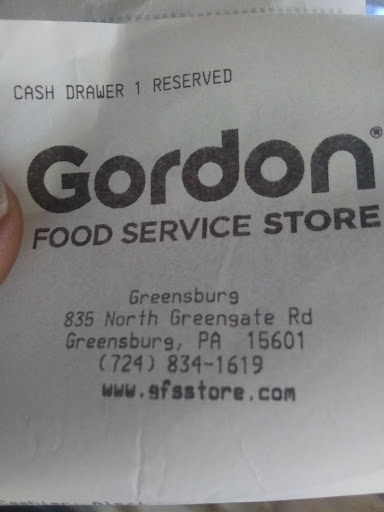 CASH DRAWER 1 RESERVED
Gordon®
FOOD SERVICE STORE
Greensburg
835 North Greengate Rd
Greensburg, PA 15601
(724) 834-1619
www.gfsstore.com